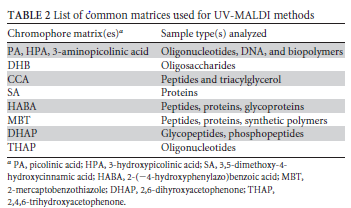 TABLE 2 List of common matrices used for UV-MALDI methods
Chromophore matrix(es)a Sample type(s) analyzed
PA, HPA, 3-aminopicolinic acid Oligonucleotides, DNA, and biopolymers
DHB Oligosaccharides
CCA Peptides and triacylglycerol
SA Proteins
HABA Peptides, proteins, glycoproteins
MBT Peptides, proteins, synthetic polymers
DHAP Glycopeptides, phosphopeptides
THAP Oligonucleotides
a PA, picolinic acid; HPA, 3-hydroxypicolinic acid; SA, 3,5-dimethoxy-4-
hydroxycinnamic acid; HABA, 2-(−4-hydroxyphenylazo)benzoic acid; MBT,
2-mercaptobenzothiazole; DHAP, 2,6-dihyroxyacetophenone; THAP,
2,4,6-trihydroxyacetophenone.